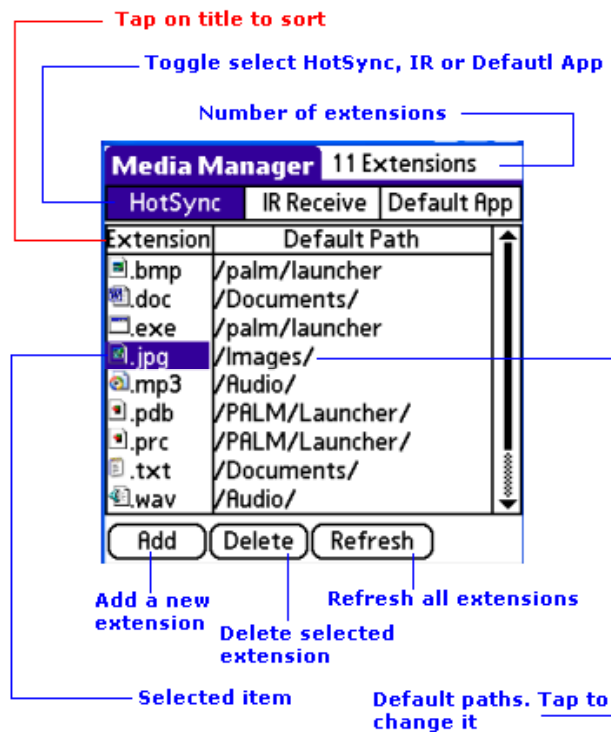 Tap on title to sort
Toggle select HotSync, IR or Defautl App
Number of extensions
Media Manager 11 Extensions
HotSync IR Receive Default App
Extension Default Path
.bmp /palm/launcher
.doc /Documents/
.exe /palm/launcher
.jpg /Images/
.mp3 /Audio/
.pdb /PALM/Launcher/
.prc /PALM/Launcher/
.txt /Documents/
.wav /Audio/
Add Delete Refresh
Add a new
extension
Refresh all extensions
Delete selected
extension
Selected item
Default paths. Tap to
change it